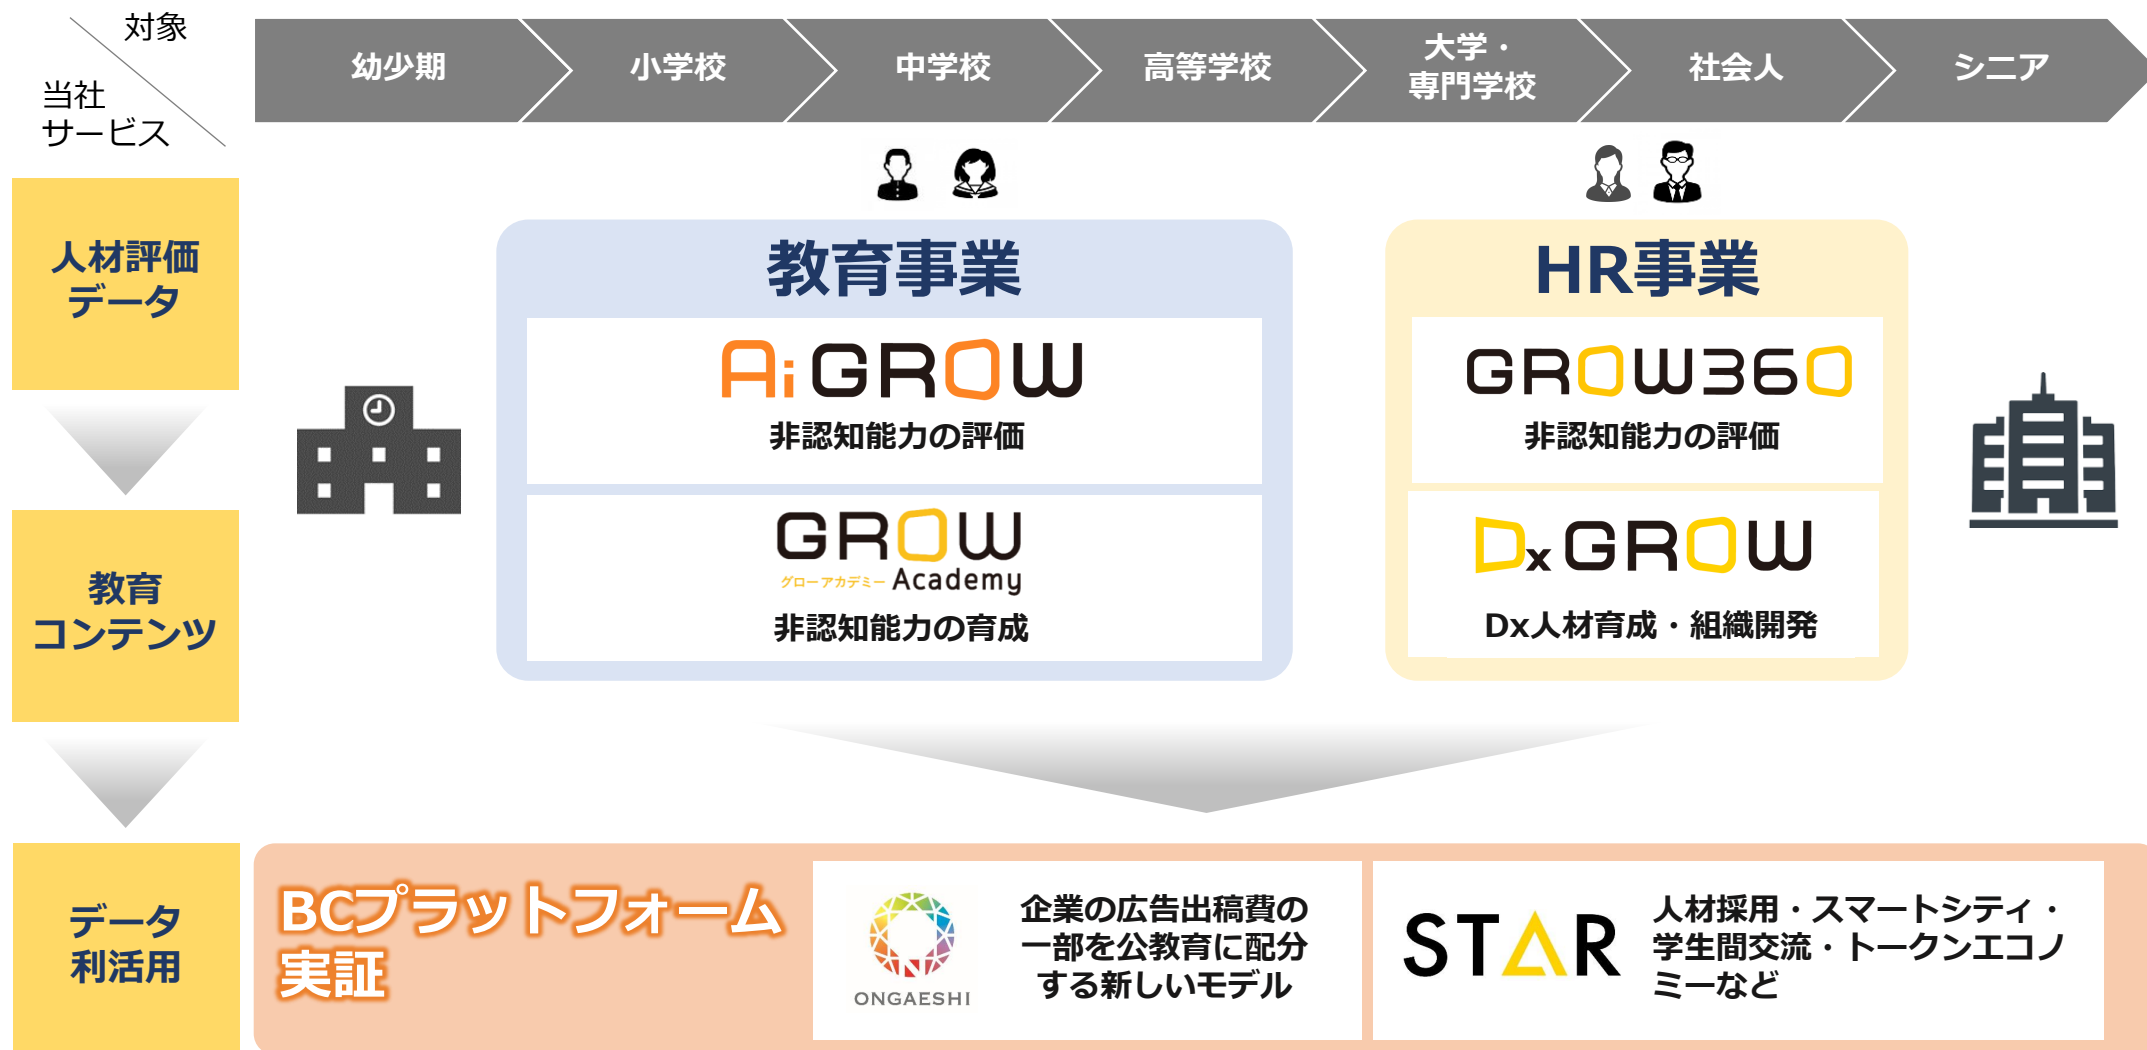 対象
当社
サービス
幼少期
小学校
中学校
高等学校
大学・
専門学校
社会人
シニア
人材評価
データ
教育事業
Ai GROW
非認知能力の評価
GROW
グローアカデミー Academy
非認知能力の育成
HR事業
GROW360
非認知能力の評価
Dx GROW
Dx人材育成・組織開発
教育
コンテンツ
データ
利活用
BCプラットフォーム
実証
ONGAESHI
企業の広告出稿費の
一部を公教育に配分
する新しいモデル
STAR
人材採用・スマートシティ・
学生間交流・トークンエコノ
ミーなど